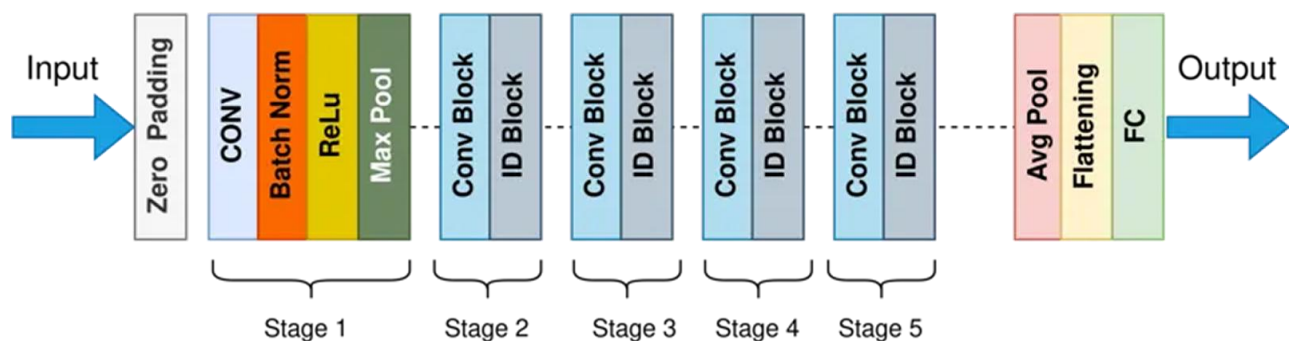 Input
Zero Padding
CONV
Batch Norm
ReLu
Max Pool
Conv Block
ID Block
Conv Block
ID Block
Conv Block
ID Block
Conv Block
ID Block
Avg Pool
Flattening
FC
Output
Stage 1
Stage 2
Stage 3
Stage 4
Stage 5